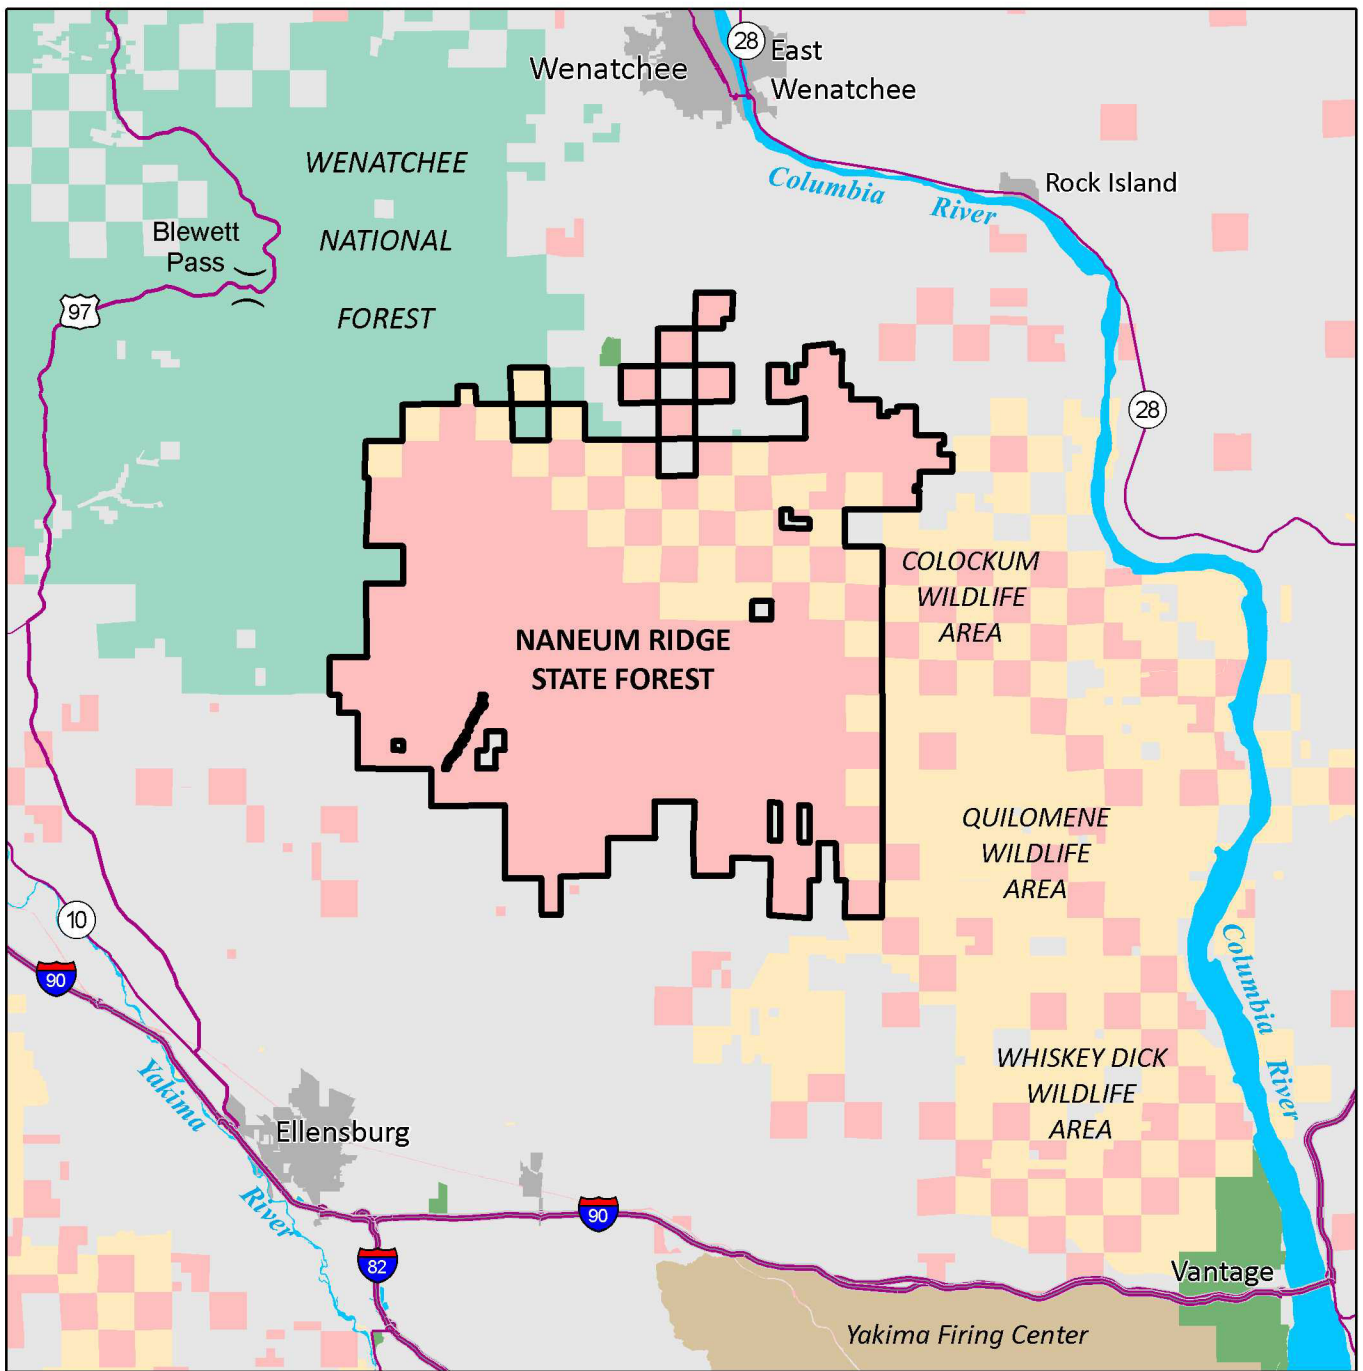 28
East
Wenatchee
Wenatchee
WENATCHEE
NATIONAL
FOREST
Columbia
River
Rock Island
Blewett
Pass
97
28
COLOCKUM
WILDLIFE
AREA
NANEUM RIDGE
STATE FOREST
QUILOMENE
WILDLIFE
AREA
10
90
Columbia
River
WHISKEY DICK
WILDLIFE
AREA
Yakima
River
Ellensburg
90
82
Vantage
Yakima Firing Center